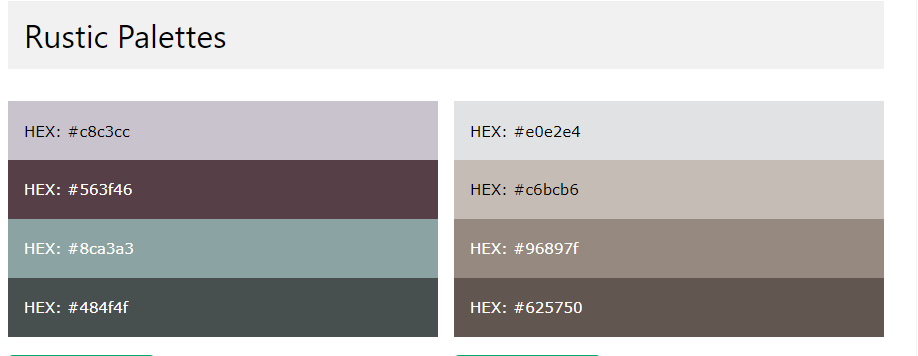 Rustic Palettes
HEX: #c8c3cc
HEX: #563f46
HEX: #8ca3a3
HEX: #484f4f
HEX: #e0e2e4
HEX: #c6bcb6
HEX: #96897f
HEX: #625750